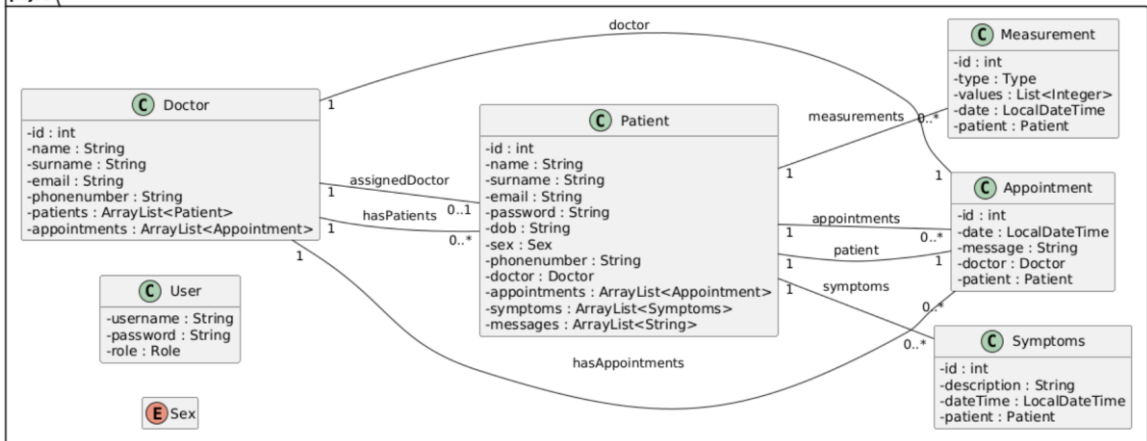 doctor
C Measurement
-id : int
-type : Type
-values : List<Integer>
-date : LocalDateTime
-patient : Patient
C Doctor
-id : int
-name : String
-surname : String
-email : String
-phonenumber : String
-patients : ArrayList<Patient>
-appointments : ArrayList<Appointment>
1
1
assignedDoctor
0..1
1
hasPatients
0..*
1
C Patient
-id : int
-name : String
-surname : String
-email : String
-password : String
-dob : String
-sex : Sex
-phonenumber : String
-doctor : Doctor
-appointments : ArrayList<Appointment>
-symptoms : ArrayList<Symptoms>
-messages : ArrayList<String>
measurements
0..*
1
1
appointments
1
0..*
patient
1
1
symptoms
1
0..*
0..*
C Appointment
-id : int
-date : LocalDateTime
-message : String
-doctor : Doctor
-patient : Patient
C User
-username : String
-password : String
-role : Role
hasAppointments
C Symptoms
-id : int
-description : String
-dateTime : LocalDateTime
-patient : Patient
E Sex